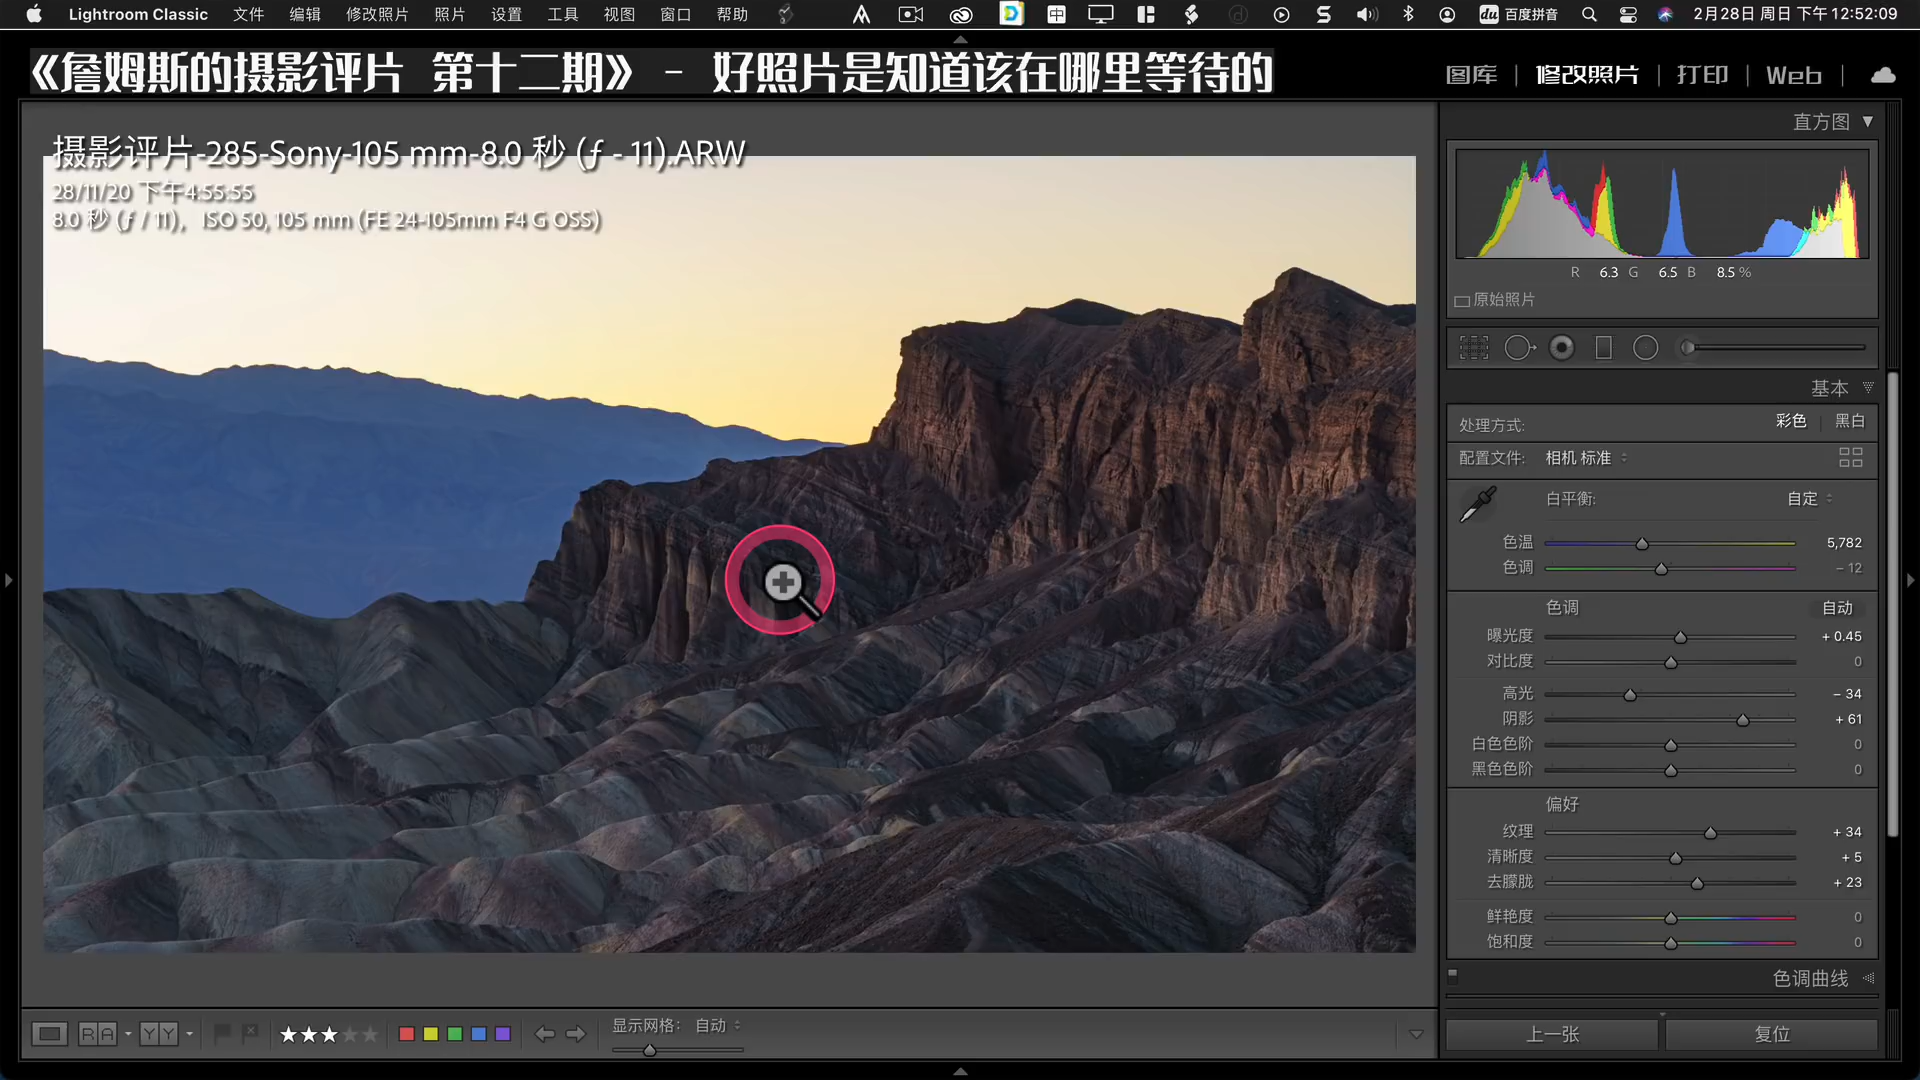 Lightroom Classic 文件 编辑 修改照片 照片 设置 工具 视图 窗口 帮助 中 du 百度拼音 2月28日 周日 下午 12:52:09
《詹姆斯的摄影评片 第十二期》 - 好照片是知道该在哪里等待的
图库 | 修改照片 | 打印 | Web |
直方图
摄影评片-285-Sony-105 mm-8.0 秒 (ƒ - 11).ARW
28/11/20 下午4:55:55
8.0 秒 (ƒ / 11), ISO 50, 105 mm (FE 24-105mm F4 G OSS)
R 6.3 G 6.5 B 8.5 %
原始照片
基本
处理方式: 彩色 黑白
配置文件: 相机 标准
白平衡: 自定
色温 5,782
色调 - 12
色调 自动
曝光度 + 0.45
对比度 0
高光 - 34
阴影 + 61
白色色阶 0
黑色色阶 0
偏好
纹理 + 34
清晰度 + 5
去朦胧 + 23
鲜艳度 0
饱和度 0
色调曲线
RA YY 显示网格: 自动
上一张 复位